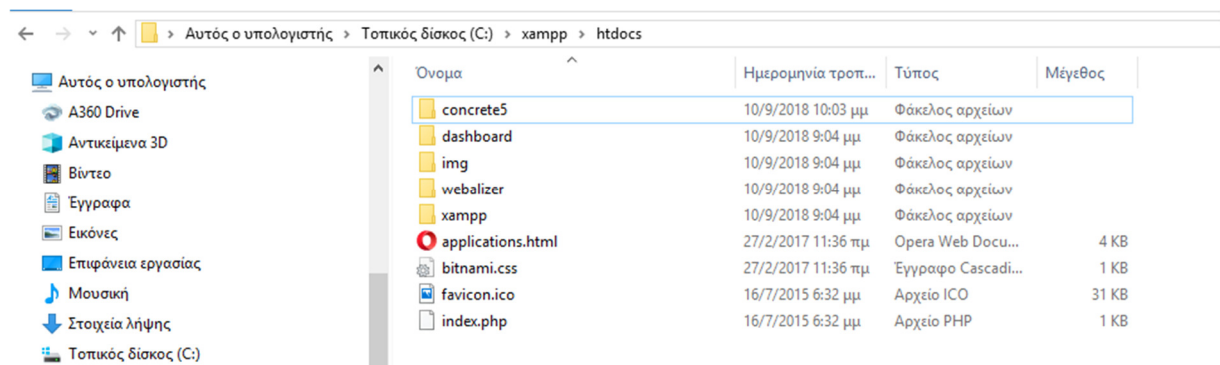 Αυτός ο υπολογιστής › Τοπικός δίσκος (C:) › xampp › htdocs
Αυτός ο υπολογιστής
A360 Drive
Αντικείμενα 3D
Βίντεο
Έγγραφα
Εικόνες
Επιφάνεια εργασίας
Μουσική
Στοιχεία λήψης
Τοπικός δίσκος (C:)
Όνομα Ημερομηνία τροπ... Τύπος Μέγεθος
concrete5 10/9/2018 10:03 μμ Φάκελος αρχείων
dashboard 10/9/2018 9:04 μμ Φάκελος αρχείων
img 10/9/2018 9:04 μμ Φάκελος αρχείων
webalizer 10/9/2018 9:04 μμ Φάκελος αρχείων
xampp 10/9/2018 9:04 μμ Φάκελος αρχείων
applications.html 27/2/2017 11:36 πμ Opera Web Docu... 4 KB
bitnami.css 27/2/2017 11:36 πμ Έγγραφο Cascadi... 1 KB
favicon.ico 16/7/2015 6:32 μμ Αρχείο ICO 31 KB
index.php 16/7/2015 6:32 μμ Αρχείο PHP 1 KB